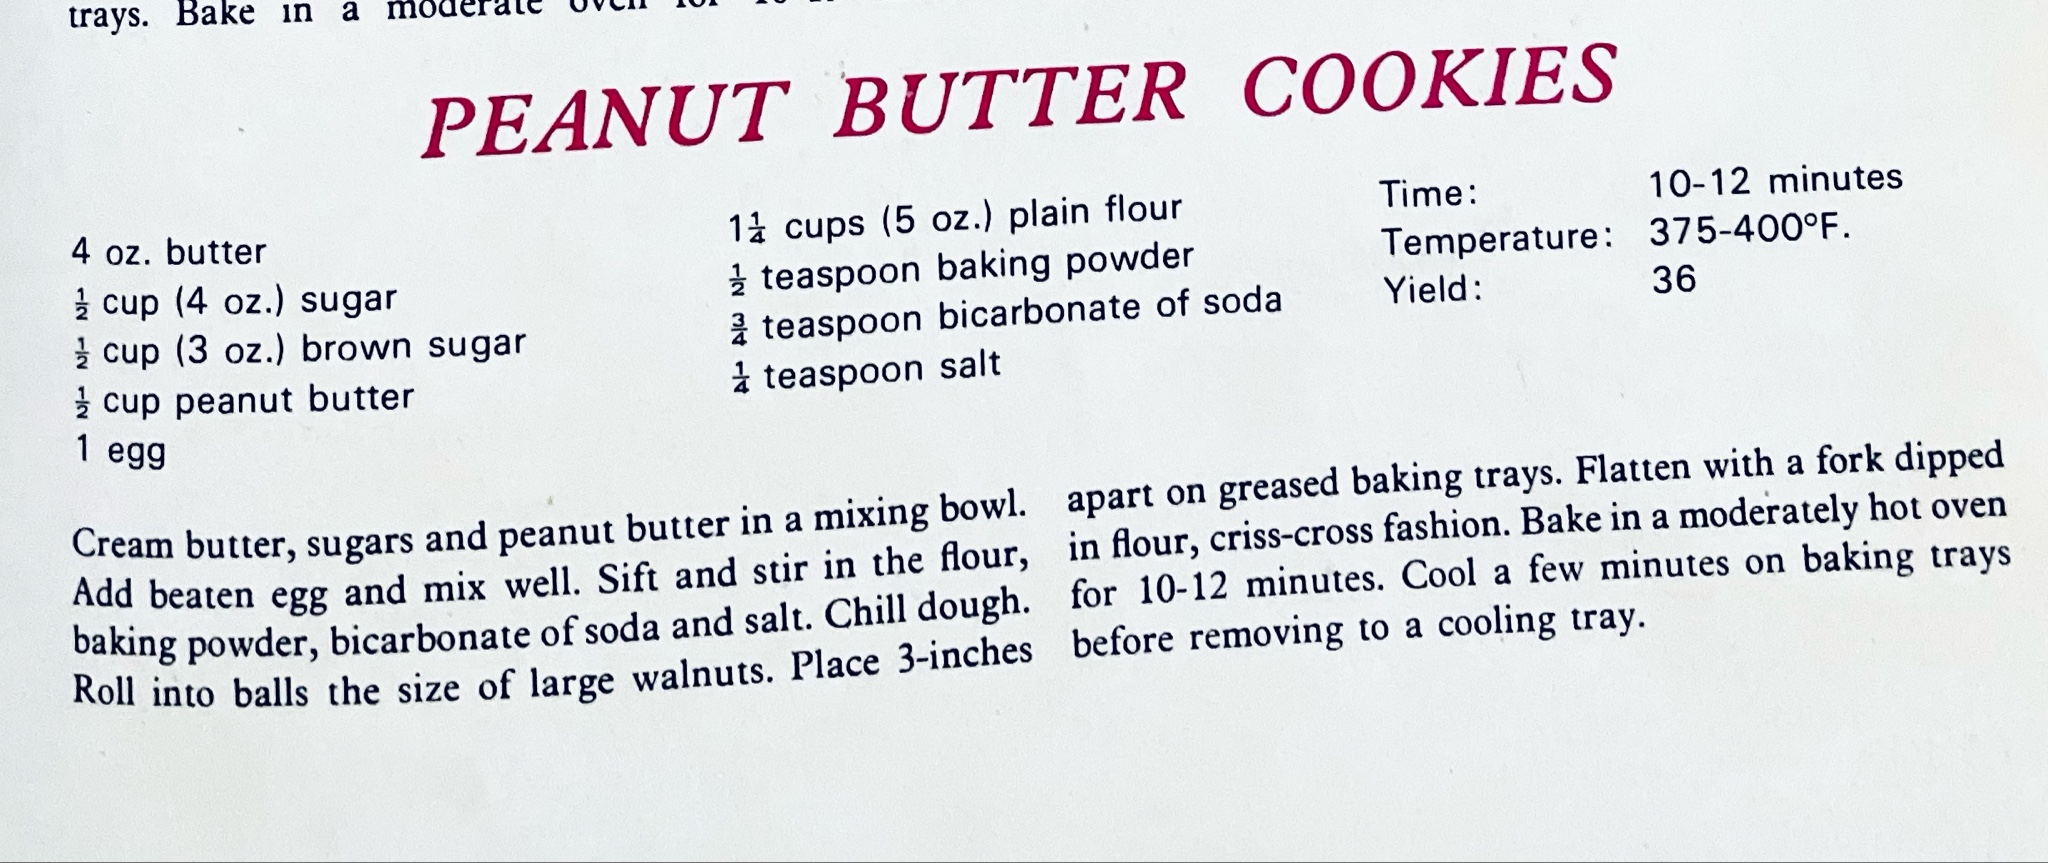 trays. Bake in a moderate oven for
PEANUT BUTTER COOKIES
4 oz. butter
½ cup (4 oz.) sugar
½ cup (3 oz.) brown sugar
½ cup peanut butter
1 egg
1¼ cups (5 oz.) plain flour
½ teaspoon baking powder
¾ teaspoon bicarbonate of soda
¼ teaspoon salt
Time: 10-12 minutes
Temperature: 375-400°F.
Yield: 36
Cream butter, sugars and peanut butter in a mixing bowl.
Add beaten egg and mix well. Sift and stir in the flour,
baking powder, bicarbonate of soda and salt. Chill dough.
Roll into balls the size of large walnuts. Place 3-inches
apart on greased baking trays. Flatten with a fork dipped
in flour, criss-cross fashion. Bake in a moderately hot oven
for 10-12 minutes. Cool a few minutes on baking trays
before removing to a cooling tray.